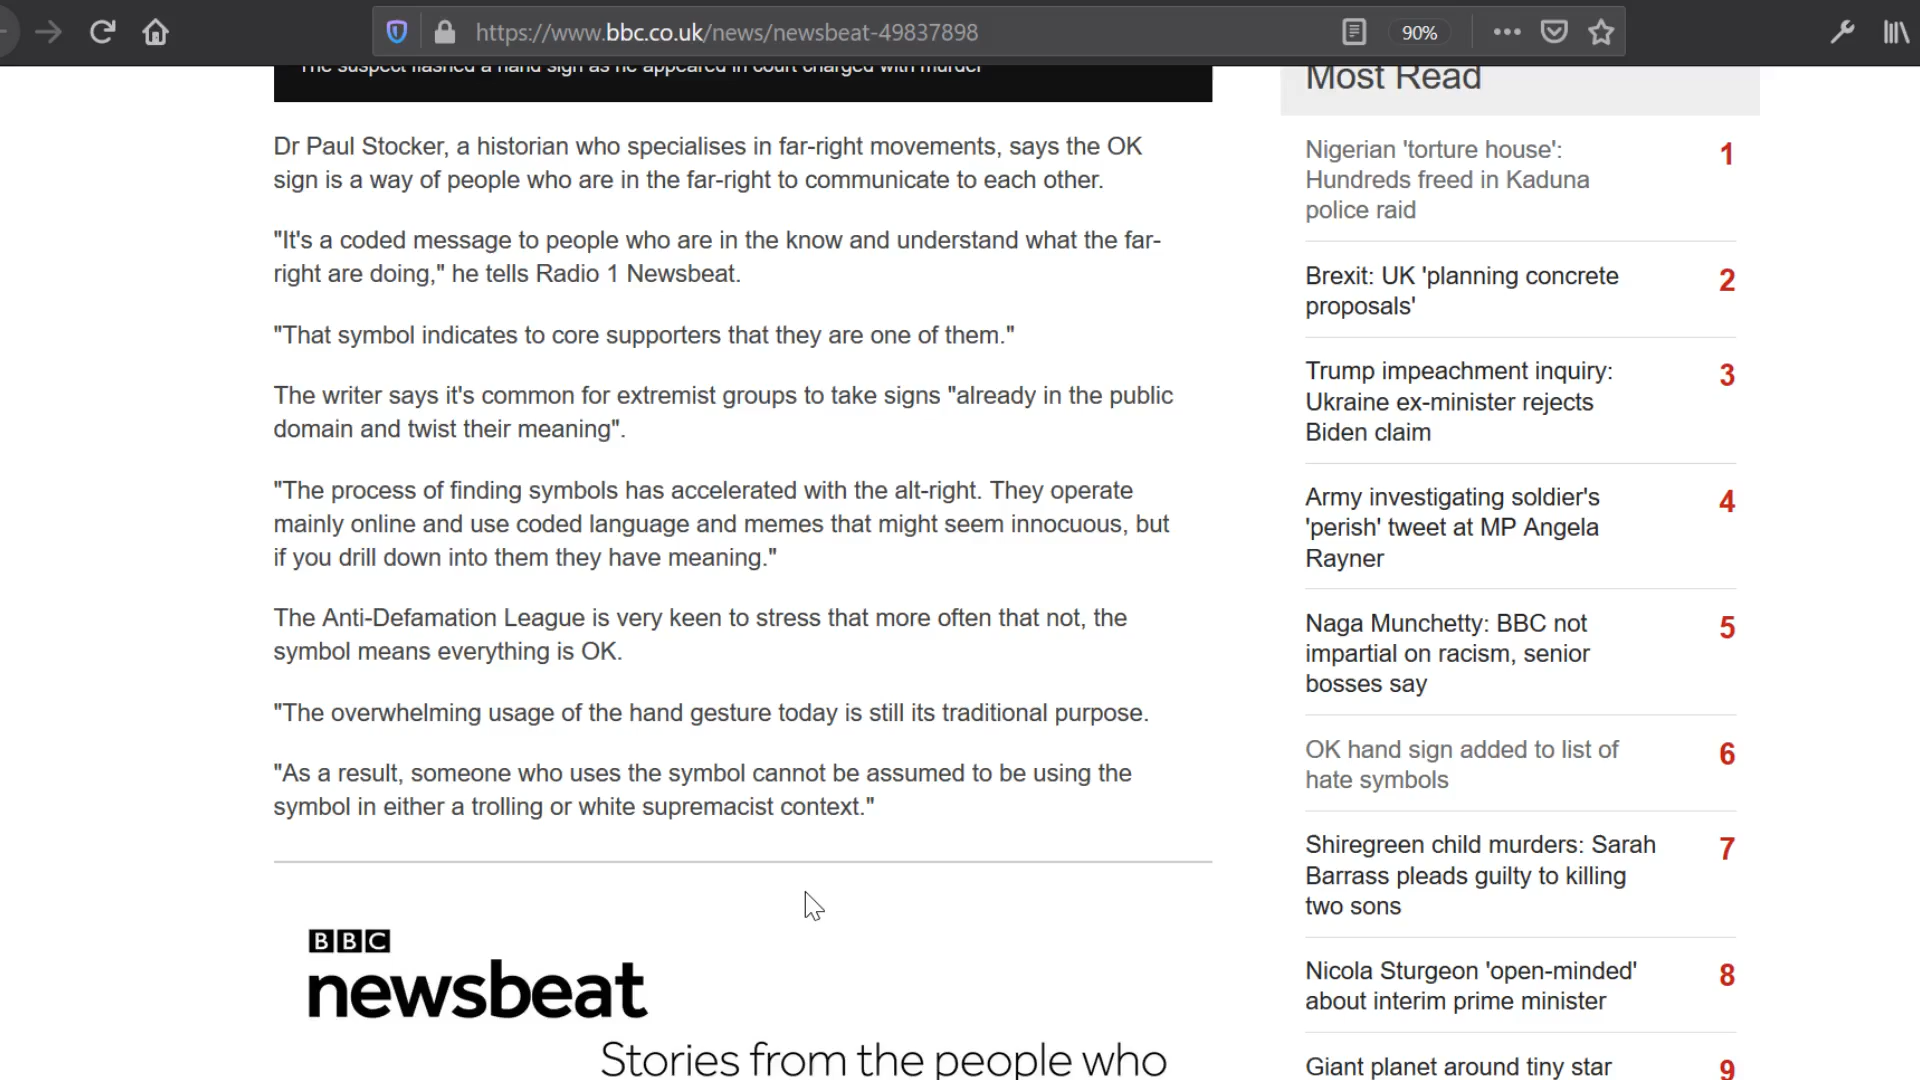 https://www.bbc.co.uk/news/newsbeat-49837898
90%
The suspect flashed a hand sign as he appeared in court charged with murder
Dr Paul Stocker, a historian who specialises in far-right movements, says the OK
sign is a way of people who are in the far-right to communicate to each other.
"It's a coded message to people who are in the know and understand what the far-
right are doing," he tells Radio 1 Newsbeat.
"That symbol indicates to core supporters that they are one of them."
The writer says it's common for extremist groups to take signs "already in the public
domain and twist their meaning".
"The process of finding symbols has accelerated with the alt-right. They operate
mainly online and use coded language and memes that might seem innocuous, but
if you drill down into them they have meaning."
The Anti-Defamation League is very keen to stress that more often that not, the
symbol means everything is OK.
"The overwhelming usage of the hand gesture today is still its traditional purpose.
"As a result, someone who uses the symbol cannot be assumed to be using the
symbol in either a trolling or white supremacist context."
BBC
newsbeat
Stories from the people who
Most Read
Nigerian 'torture house':
Hundreds freed in Kaduna
police raid
1
Brexit: UK 'planning concrete
proposals'
2
Trump impeachment inquiry:
Ukraine ex-minister rejects
Biden claim
3
Army investigating soldier's
'perish' tweet at MP Angela
Rayner
4
Naga Munchetty: BBC not
impartial on racism, senior
bosses say
5
OK hand sign added to list of
hate symbols
6
Shiregreen child murders: Sarah
Barrass pleads guilty to killing
two sons
7
Nicola Sturgeon 'open-minded'
about interim prime minister
8
Giant planet around tiny star
9